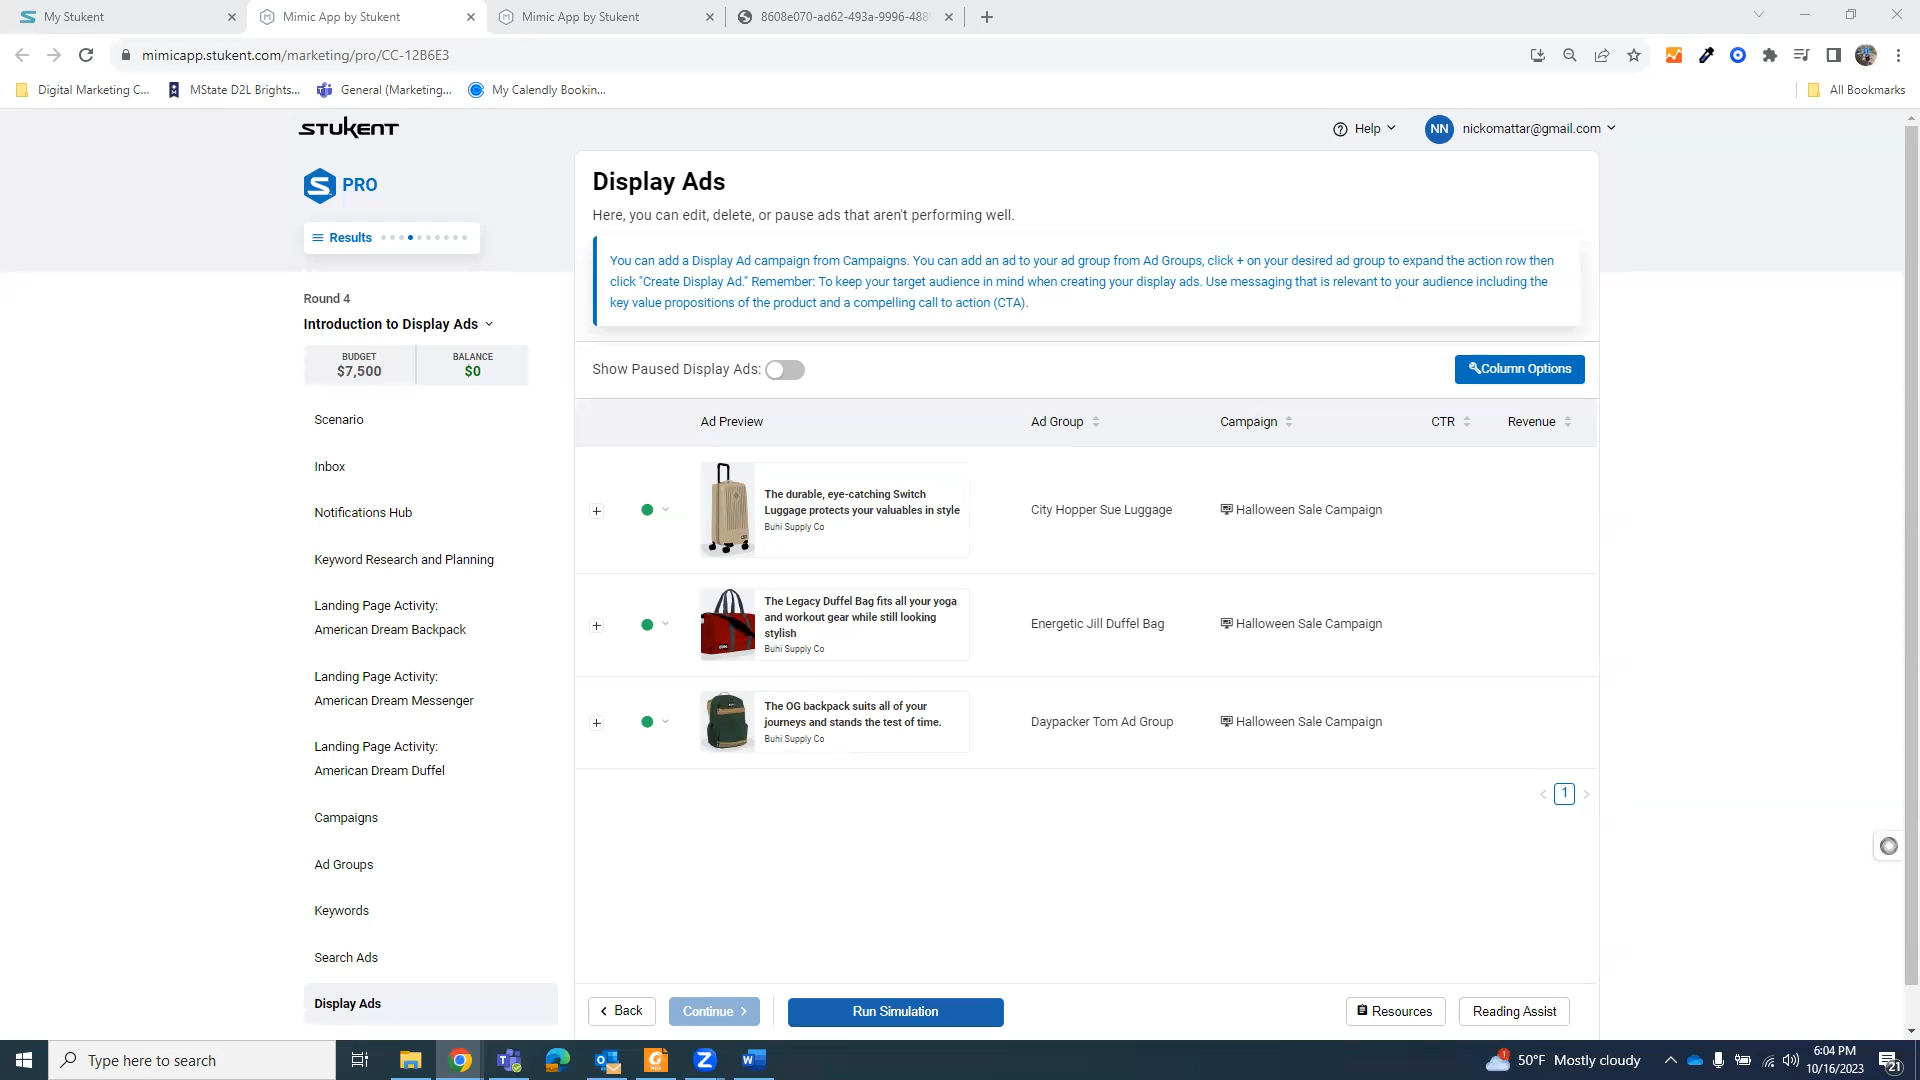 My Stukent
Mimic App by Stukent
Mimic App by Stukent
8608e070-ad62-493a-9996-488
mimicapp.stukent.com/marketing/pro/CC-12B6E3
Digital Marketing C...
MState D2L Brights...
General (Marketing...
My Calendly Bookin...
All Bookmarks
STUKENT
Help
NN
nickomattar@gmail.com
S PRO
Results
Round 4
Introduction to Display Ads
BUDGET
$7,500
BALANCE
$0
Scenario
Inbox
Notifications Hub
Keyword Research and Planning
Landing Page Activity:
American Dream Backpack
Landing Page Activity:
American Dream Messenger
Landing Page Activity:
American Dream Duffel
Campaigns
Ad Groups
Keywords
Search Ads
Display Ads
Display Ads
Here, you can edit, delete, or pause ads that aren't performing well.
You can add a Display Ad campaign from Campaigns. You can add an ad to your ad group from Ad Groups, click + on your desired ad group to expand the action row then
click "Create Display Ad." Remember: To keep your target audience in mind when creating your display ads. Use messaging that is relevant to your audience including the
key value propositions of the product and a compelling call to action (CTA).
Show Paused Display Ads:
Column Options
Ad Preview
Ad Group
Campaign
CTR
Revenue
The durable, eye-catching Switch
Luggage protects your valuables in style
Buhi Supply Co
City Hopper Sue Luggage
Halloween Sale Campaign
The Legacy Duffel Bag fits all your yoga
and workout gear while still looking
stylish
Buhi Supply Co
Energetic Jill Duffel Bag
Halloween Sale Campaign
The OG backpack suits all of your
journeys and stands the test of time.
Buhi Supply Co
Daypacker Tom Ad Group
Halloween Sale Campaign
< 1 >
Back
Continue
Run Simulation
Resources
Reading Assist
Type here to search
1
50°F Mostly cloudy
6:04 PM
10/16/2023
21